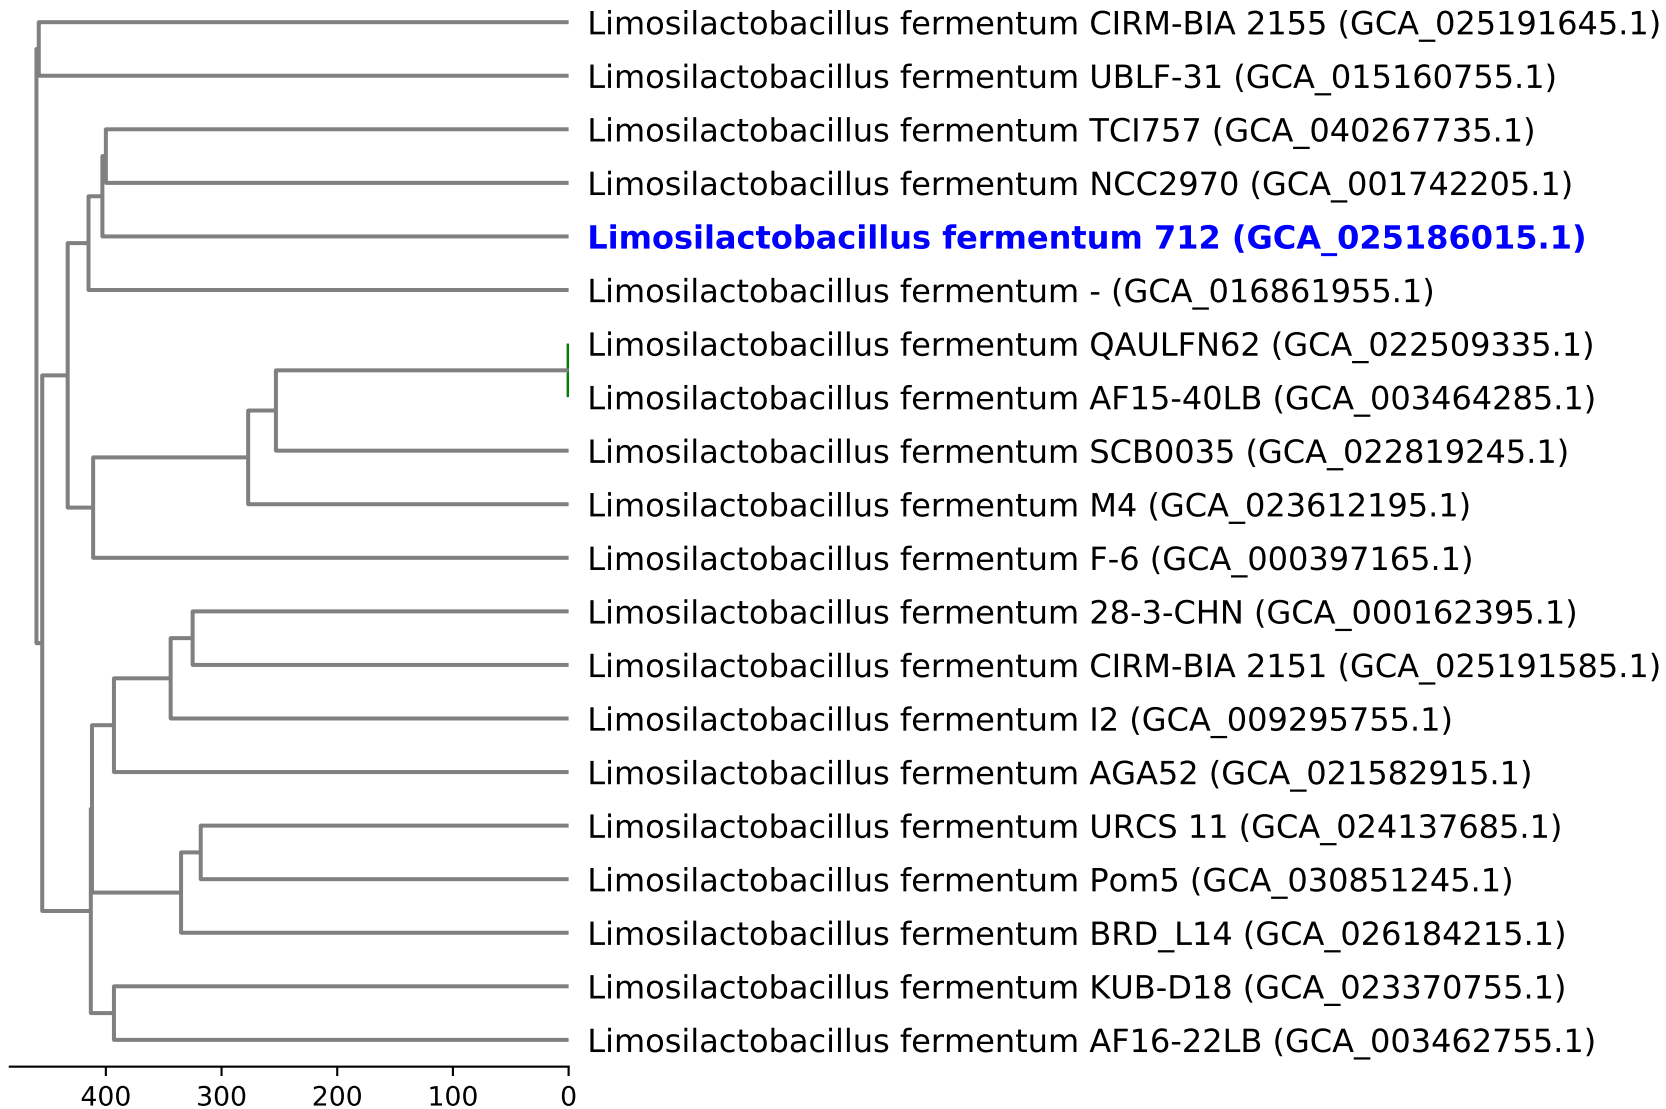 Limosilactobacillus fermentum CIRM-BIA 2155 (GCA_025191645.1)
Limosilactobacillus fermentum UBLF-31 (GCA_015160755.1)
Limosilactobacillus fermentum TCI757 (GCA_040267735.1)
Limosilactobacillus fermentum NCC2970 (GCA_001742205.1)
Limosilactobacillus fermentum 712 (GCA_025186015.1)
Limosilactobacillus fermentum - (GCA_016861955.1)
Limosilactobacillus fermentum QAULFN62 (GCA_022509335.1)
Limosilactobacillus fermentum AF15-40LB (GCA_003464285.1)
Limosilactobacillus fermentum SCB0035 (GCA_022819245.1)
Limosilactobacillus fermentum M4 (GCA_023612195.1)
Limosilactobacillus fermentum F-6 (GCA_000397165.1)
Limosilactobacillus fermentum 28-3-CHN (GCA_000162395.1)
Limosilactobacillus fermentum CIRM-BIA 2151 (GCA_025191585.1)
Limosilactobacillus fermentum I2 (GCA_009295755.1)
Limosilactobacillus fermentum AGA52 (GCA_021582915.1)
Limosilactobacillus fermentum URCS 11 (GCA_024137685.1)
Limosilactobacillus fermentum Pom5 (GCA_030851245.1)
Limosilactobacillus fermentum BRD_L14 (GCA_026184215.1)
Limosilactobacillus fermentum KUB-D18 (GCA_023370755.1)
Limosilactobacillus fermentum AF16-22LB (GCA_003462755.1)
400 300 200 100 0